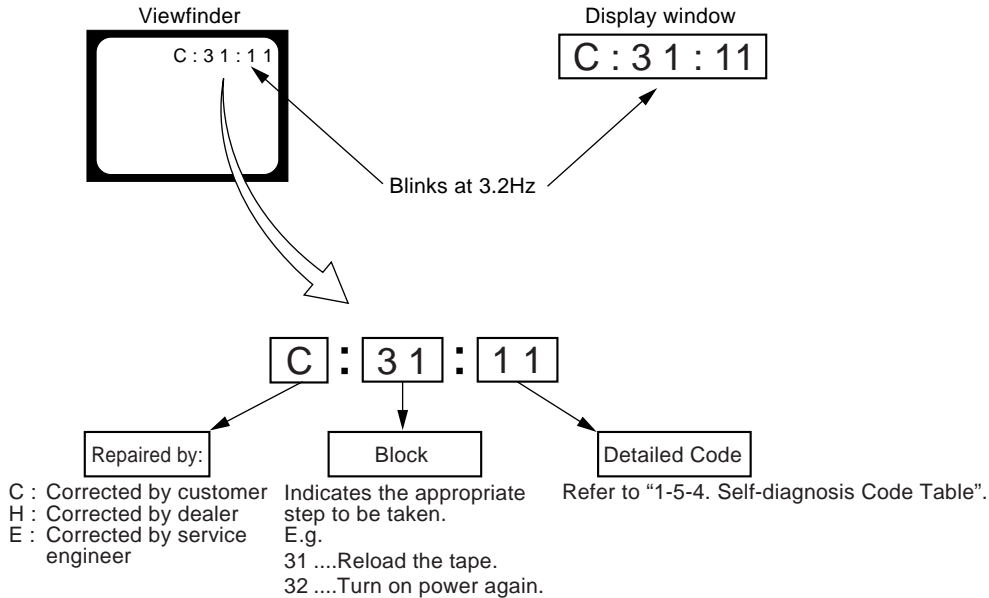 Viewfinder
Display window
C : 3 1 : 1 1
C : 3 1 : 11
Blinks at 3.2Hz
C : 3 1 : 1 1
Repaired by:
Block
Detailed Code
C : Corrected by customer
H : Corrected by dealer
E : Corrected by service
engineer
Indicates the appropriate
step to be taken.
E.g.
31 ....Reload the tape.
32 ....Turn on power again.
Refer to “1-5-4. Self-diagnosis Code Table”.